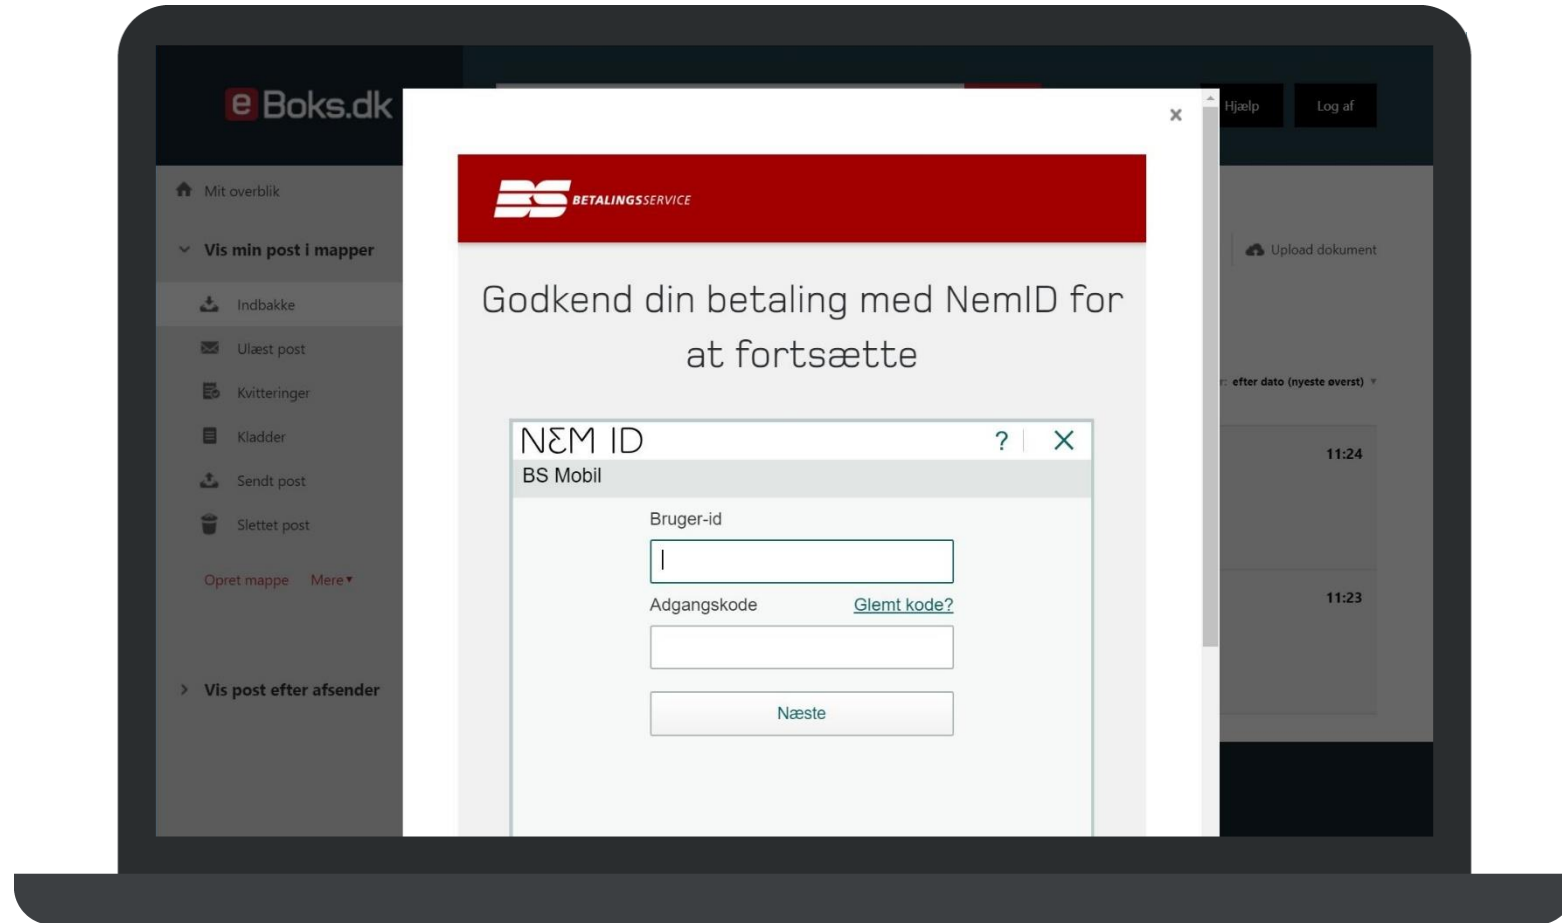 e Boks.dk
Hjælp
Log af
Mit overblik
Vis min post i mapper
Indbakke
Ulæst post
Kvitteringer
Kladder
Sendt post
Slettet post
Opret mappe Mere
Vis post efter afsender
Upload dokument
efter dato (nyeste øverst)
11:24
11:23
BS BETALINGSSERVICE
Godkend din betaling med NemID for
at fortsætte
NEM ID
?
BS Mobil
Bruger-id
Adgangskode Glemt kode?
Næste